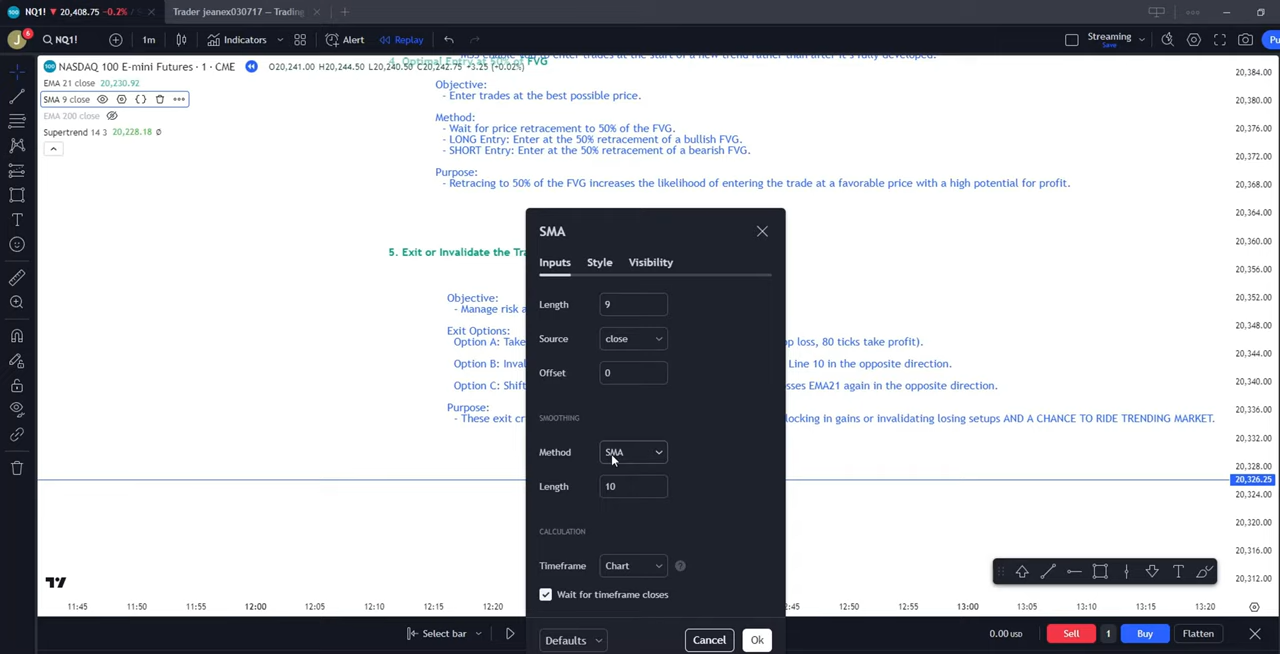 NQ1! ▼ 20,408.75 −0.2% /
Trader jeanex030717 — Trading
J
6
NQ1!
1m
Indicators
Alert
Replay
Streaming
Save
Pu
NASDAQ 100 E-mini Futures · 1 · CME
O20,241.00 H20,244.50 L20,240.50 C20,242.75 +3.25 (+0.02%)
EMA 21 close 20,230.92
SMA 9 close
EMA 200 close
Supertrend 14 3 20,228.18 ø
4. Optimal Entry at 50% of FVG
Objective:
- Enter trades at the best possible price.
Method:
- Wait for price retracement to 50% of the FVG.
- LONG Entry: Enter at the 50% retracement of a bullish FVG.
- SHORT Entry: Enter at the 50% retracement of a bearish FVG.
Purpose:
- Retracing to 50% of the FVG increases the likelihood of entering the trade at a favorable price with a high potential for profit.
5. Exit or Invalidate the Tra
Objective:
- Manage risk a
Exit Options:
Option A: Take
op loss, 80 ticks take profit).
Option B: Inval
Line 10 in the opposite direction.
Option C: Shift
sses EMA21 again in the opposite direction.
Purpose:
- These exit cr
locking in gains or invalidating losing setups AND A CHANCE TO RIDE TRENDING MARKET.
SMA
Inputs
Style
Visibility
Length
9
Source
close
Offset
0
SMOOTHING
Method
SMA
Length
10
CALCULATION
Timeframe
Chart
?
Wait for timeframe closes
Defaults
Cancel
Ok
20,384.00
20,380.00
20,376.00
20,372.00
20,368.00
20,364.00
20,360.00
20,356.00
20,352.00
20,348.00
20,344.00
20,340.00
20,336.00
20,332.00
20,328.00
20,326.25
20,324.00
20,320.00
20,316.00
20,312.00
11:45
11:50
11:55
12:00
12:05
12:10
12:15
12:20
:45
12:50
12:55
13:00
13:05
13:10
13:15
13:20
Select bar
0.00 USD
Sell
1
Buy
Flatten